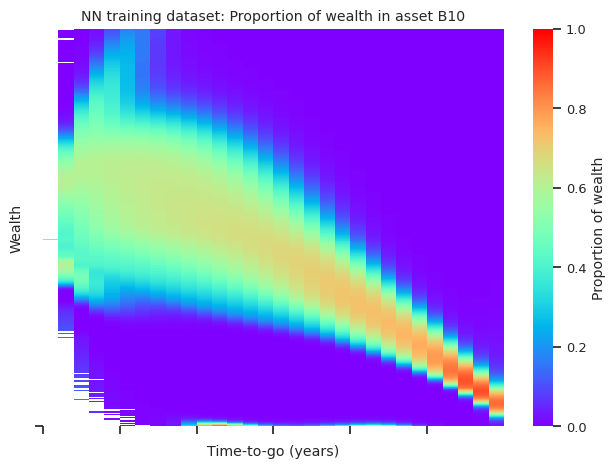 NN training dataset: Proportion of wealth in asset B10
Wealth
Time-to-go (years)
1.0
0.8
0.6
0.4
0.2
0.0
Proportion of wealth